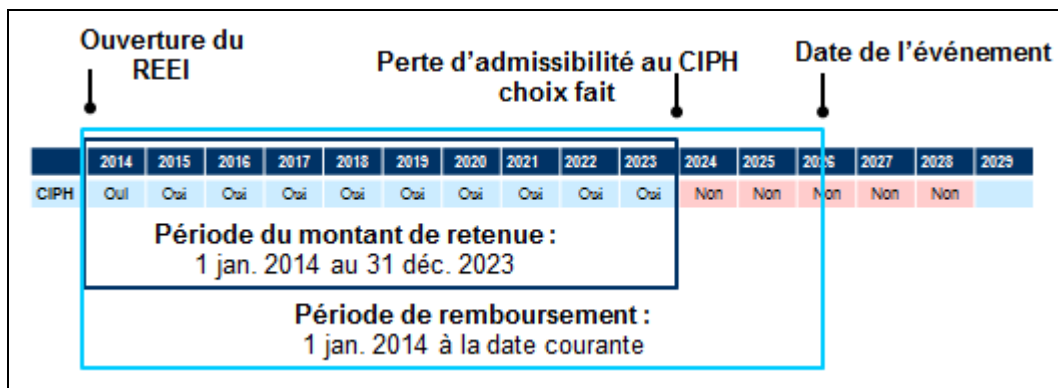 Ouverture du
REEI
Perte d'admissibilité au CIPH
choix fait
Date de l'événement
2014 2015 2016 2017 2018 2019 2020 2021 2022 2023 2024 2025 2026 2027 2028 2029
CIPH Oui Oui Oui Oui Oui Oui Oui Oui Oui Oui Non Non Non Non Non
Période du montant de retenue :
1 jan. 2014 au 31 déc. 2023
Période de remboursement :
1 jan. 2014 à la date courante